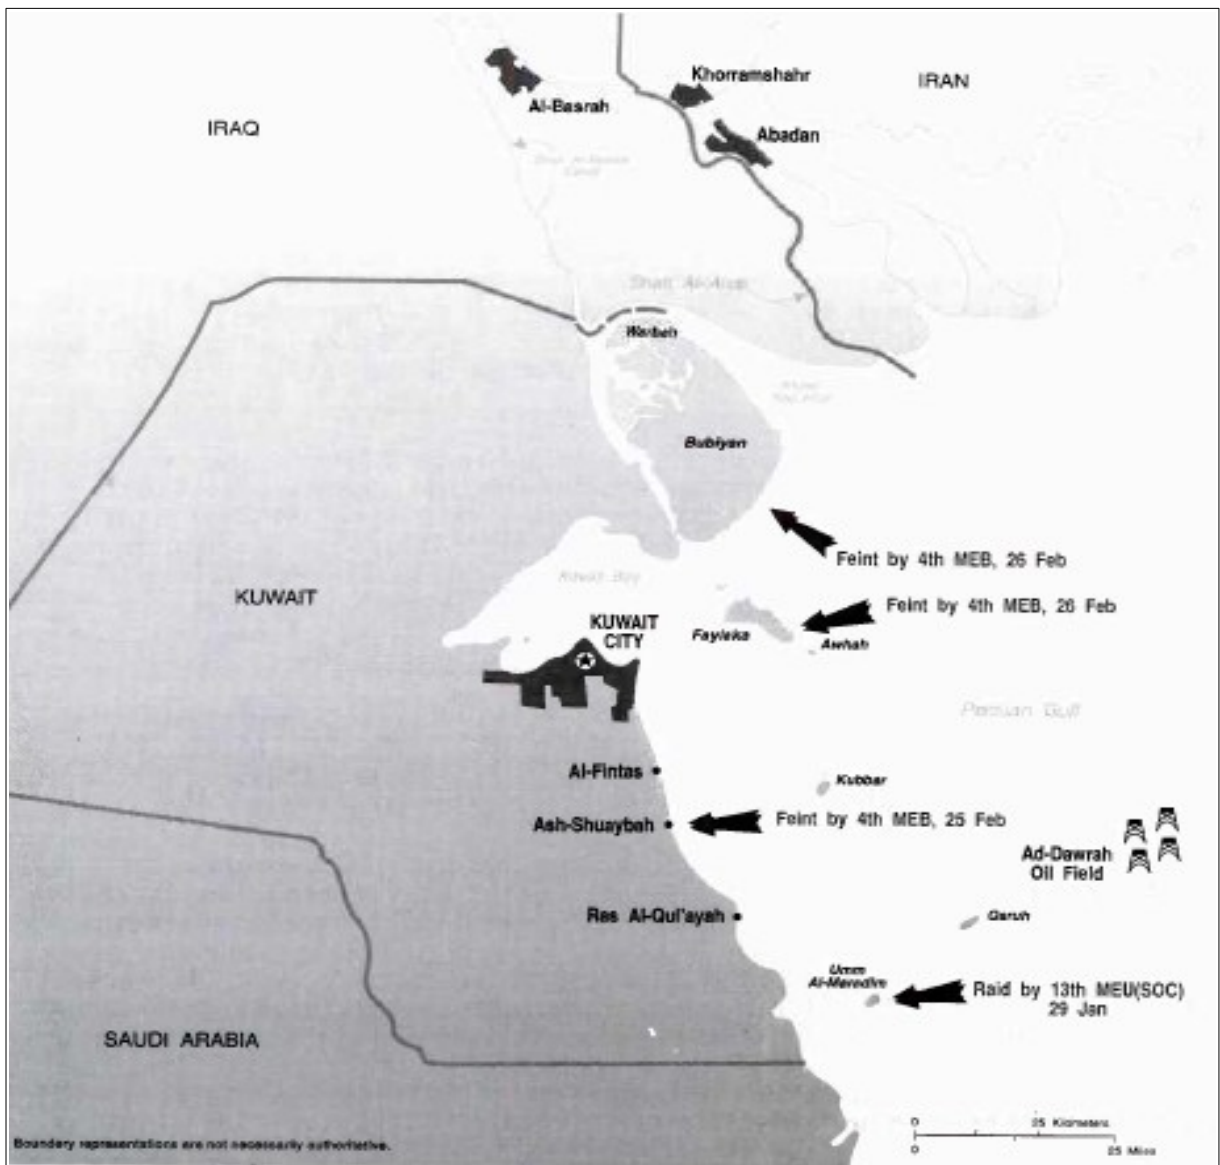 Khorramshahr
IRAN
Al-Basrah
IRAQ
Abadan
Shatt Al-Arab
Warbah
Bubiyan
Feint by 4th MEB, 26 Feb
Feint by 4th MEB, 26 Feb
KUWAIT
KUWAIT
CITY
Faylaka
Awhah
Persian Gulf
Al-Fintas
Kubbar
Ash-Shuaybah
Feint by 4th MEB, 25 Feb
Ad-Dawrah
Oil Field
Ras Al-Qul'ayah
Qaruh
Umm
Al-Maradim
Raid by 13th MEU(SOC)
29 Jan
SAUDI ARABIA
0 25 Kilometers
0 25 Miles
Boundary representations are not necessarily authoritative.